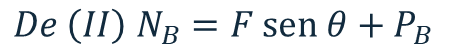 De (II) N_B = F sen θ + P_B